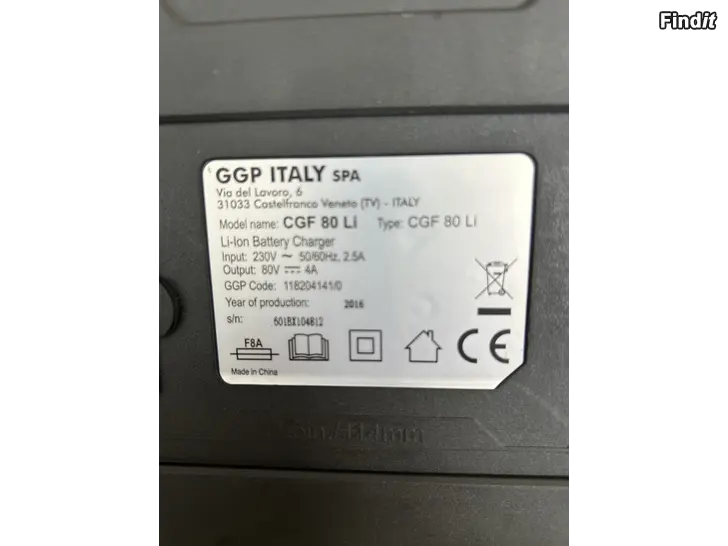 Findit
GGP ITALY SPA
Via del Lavoro, 6
31033 Castelfranco Veneto (TV) - ITALY
Model name: CGF 80 Li Type: CGF 80 Li
Li-Ion Battery Charger
Input: 230V ~ 50/60Hz, 2.5A
Output: 80V ⎓ 4A
GGP Code: 118204141/0
Year of production: 2016
s/n: 601BX104812
F8A
CE
Made in China